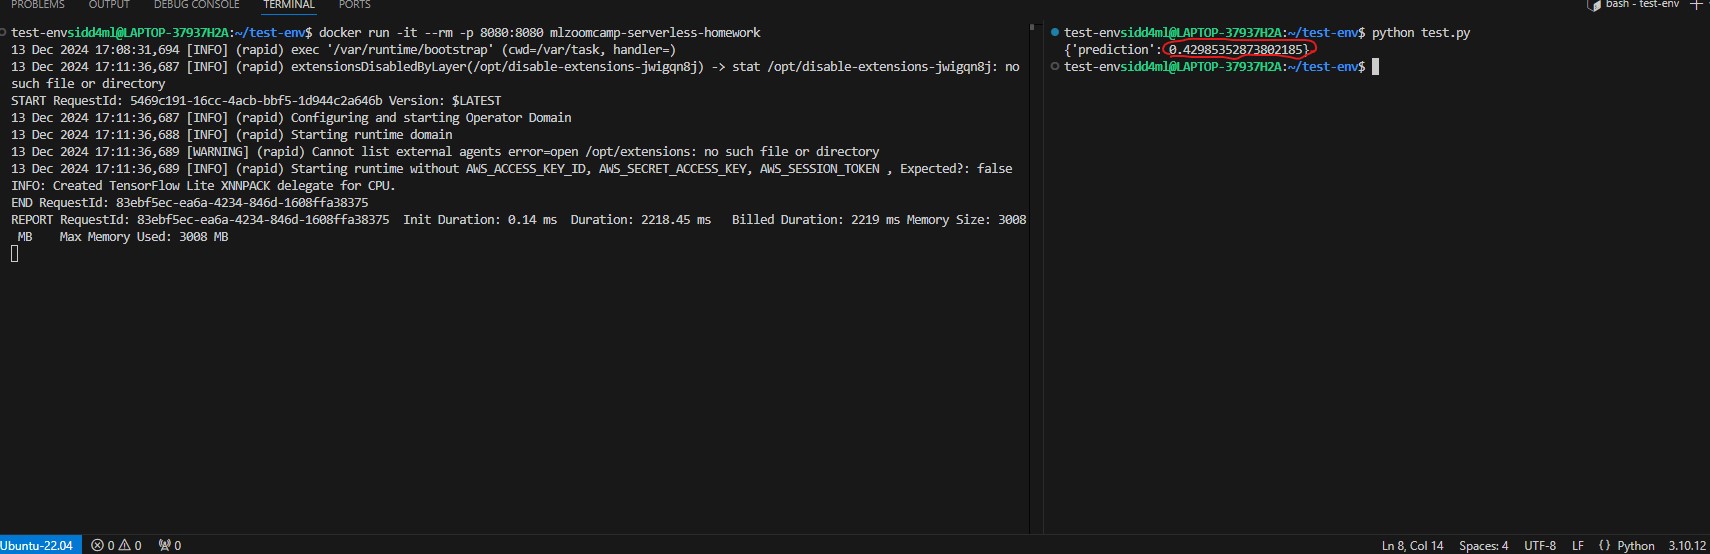 PROBLEMS OUTPUT DEBUG CONSOLE TERMINAL PORTS
bash - test-env
test-envsidd4ml@LAPTOP-37937H2A:~/test-env$ docker run -it --rm -p 8080:8080 mlzoomcamp-serverless-homework
13 Dec 2024 17:08:31,694 [INFO] (rapid) exec '/var/runtime/bootstrap' (cwd=/var/task, handler=)
13 Dec 2024 17:11:36,687 [INFO] (rapid) extensionsDisabledByLayer(/opt/disable-extensions-jwigqn8j) -> stat /opt/disable-extensions-jwigqn8j: no
such file or directory
START RequestId: 5469c191-16cc-4acb-bbf5-1d944c2a646b Version: $LATEST
13 Dec 2024 17:11:36,687 [INFO] (rapid) Configuring and starting Operator Domain
13 Dec 2024 17:11:36,688 [INFO] (rapid) Starting runtime domain
13 Dec 2024 17:11:36,689 [WARNING] (rapid) Cannot list external agents error=open /opt/extensions: no such file or directory
13 Dec 2024 17:11:36,689 [INFO] (rapid) Starting runtime without AWS_ACCESS_KEY_ID, AWS_SECRET_ACCESS_KEY, AWS_SESSION_TOKEN , Expected?: false
INFO: Created TensorFlow Lite XNNPACK delegate for CPU.
END RequestId: 83ebf5ec-ea6a-4234-846d-1608ffa38375
REPORT RequestId: 83ebf5ec-ea6a-4234-846d-1608ffa38375 Init Duration: 0.14 ms Duration: 2218.45 ms Billed Duration: 2219 ms Memory Size: 3008
MB Max Memory Used: 3008 MB
test-envsidd4ml@LAPTOP-37937H2A:~/test-env$ python test.py
{'prediction': 0.42985352873802185}
test-envsidd4ml@LAPTOP-37937H2A:~/test-env$
Ubuntu-22.04 0 0 0 Ln 8, Col 14 Spaces: 4 UTF-8 LF {} Python 3.10.12